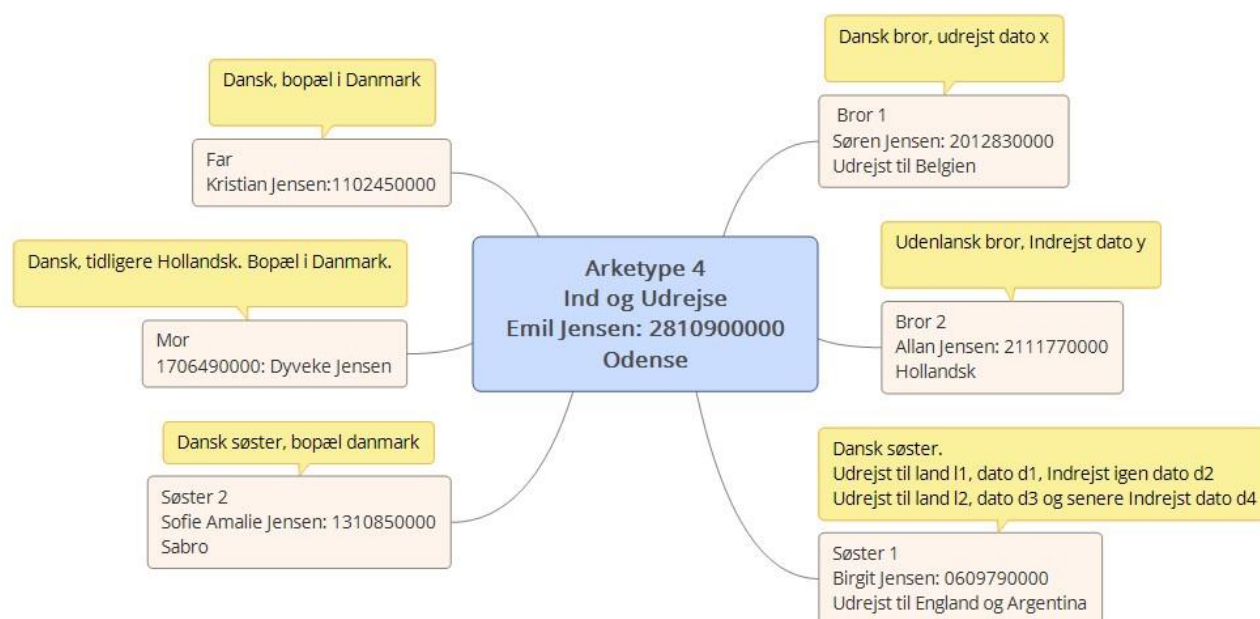 Dansk, bopæl i Danmark
Far
Kristian Jensen:1102450000
Dansk, tidligere Hollandsk. Bopæl i Danmark.
Mor
1706490000: Dyveke Jensen
Dansk søster, bopæl danmark
Søster 2
Sofie Amalie Jensen: 1310850000
Sabro
Arketype 4
Ind og Udrejse
Emil Jensen: 2810900000
Odense
Dansk bror, udrejst dato x
Bror 1
Søren Jensen: 2012830000
Udrejst til Belgien
Udenlansk bror, Indrejst dato y
Bror 2
Allan Jensen: 2111770000
Hollandsk
Dansk søster.
Udrejst til land l1, dato d1, Indrejst igen dato d2
Udrejst til land l2, dato d3 og senere Indrejst dato d4
Søster 1
Birgit Jensen: 0609790000
Udrejst til England og Argentina